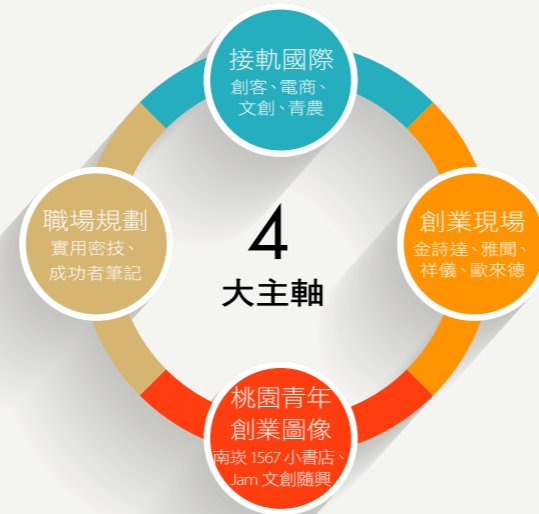 接軌國際
創客、電商、
文創、青農
職場規劃
實用密技、
成功者筆記
4
大主軸
創業現場
金詩達、雅聞、
祥儀、歐來德
桃園青年
創業圖像
南崁 1567 小書店、
Jam 文創隨興